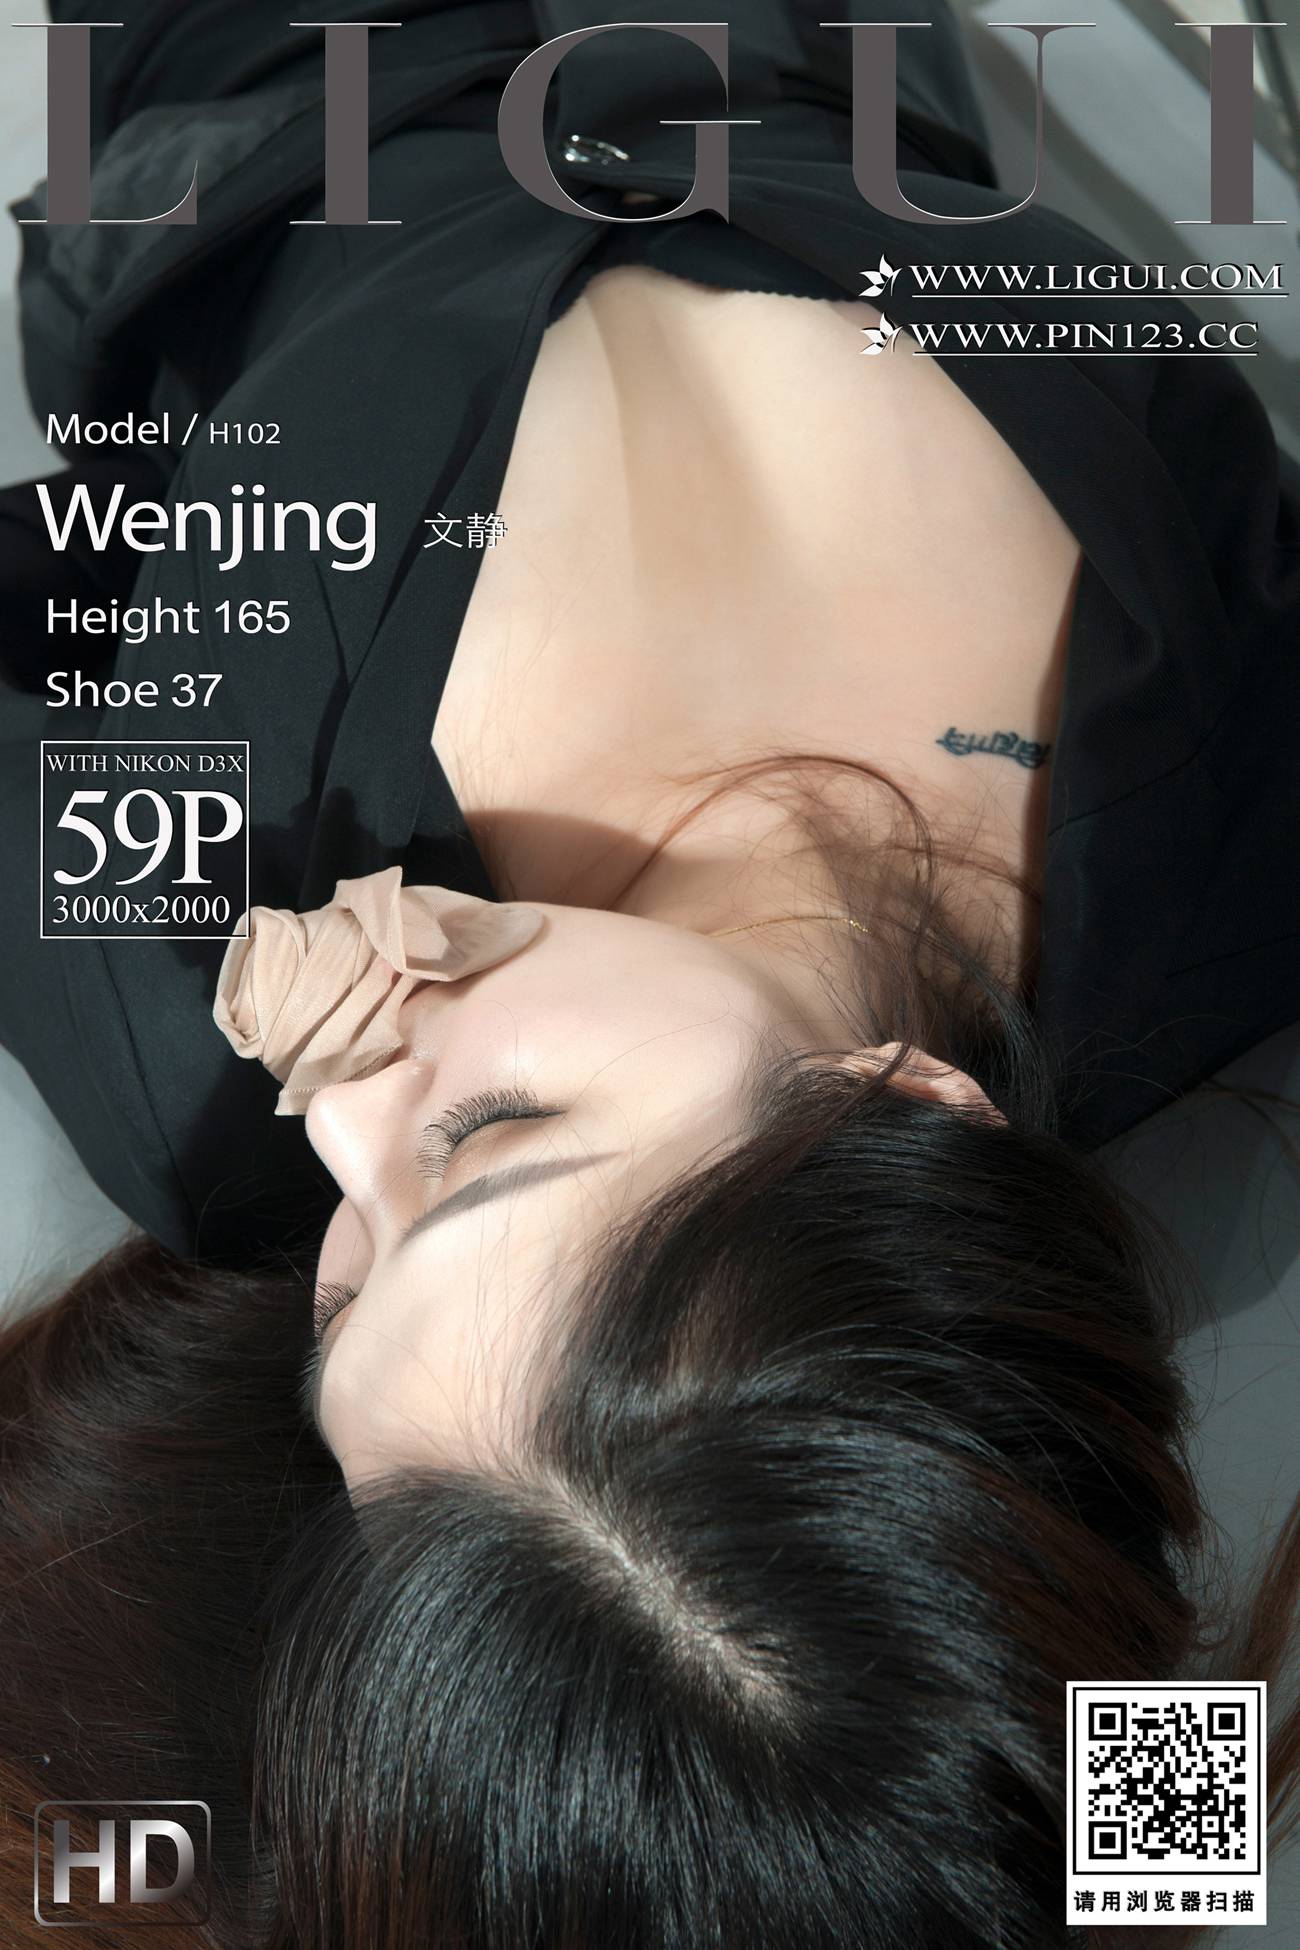 LIGUI
WWW.LIGUI.COM
WWW.PIN123.CC
Model / H102
Wenjing 文静
Height 165
Shoe 37
WITH NIKON D3X
59P
3000x2000
HD
请用浏览器扫描